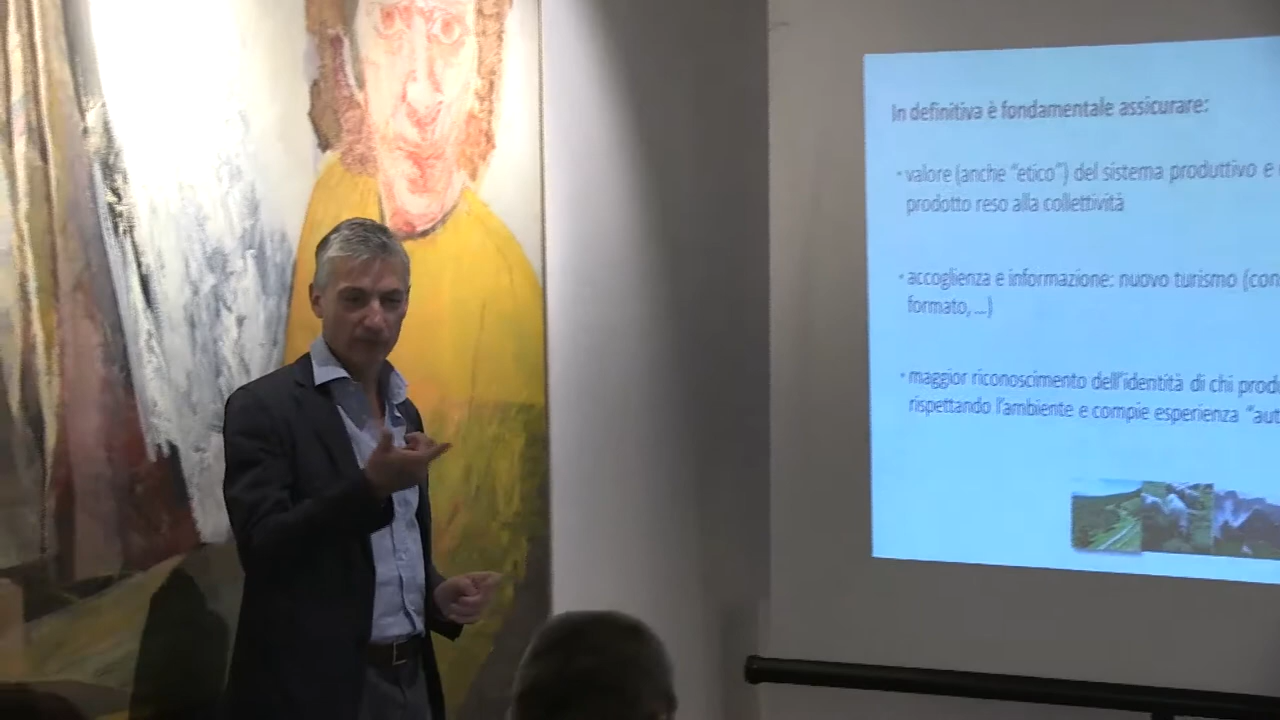 In definitiva è fondamentale assicurare:
• valore (anche “etico”) del sistema produttivo e
prodotto reso alla collettività
• accoglienza e informazione: nuovo turismo (con
formato, ...)
• maggior riconoscimento dell'identità di chi prod
rispettando l'ambiente e compie esperienza “aut